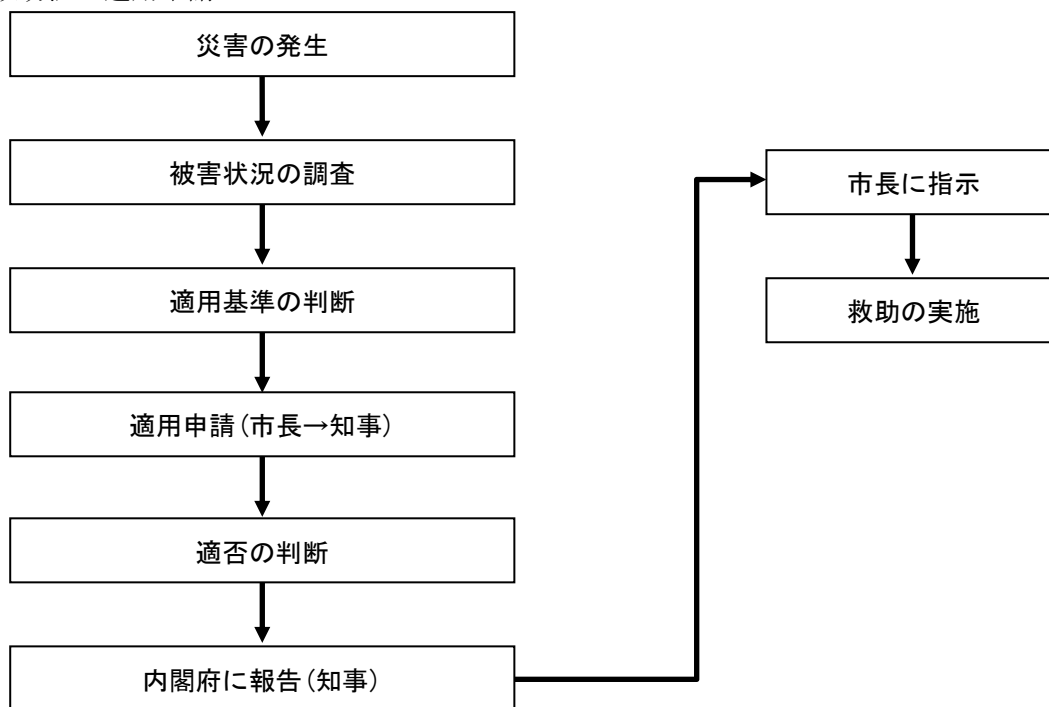 災害の発生
被害状況の調査
適用基準の判断
適用申請(市長→知事)
適否の判断
内閣府に報告(知事)
市長に指示
救助の実施